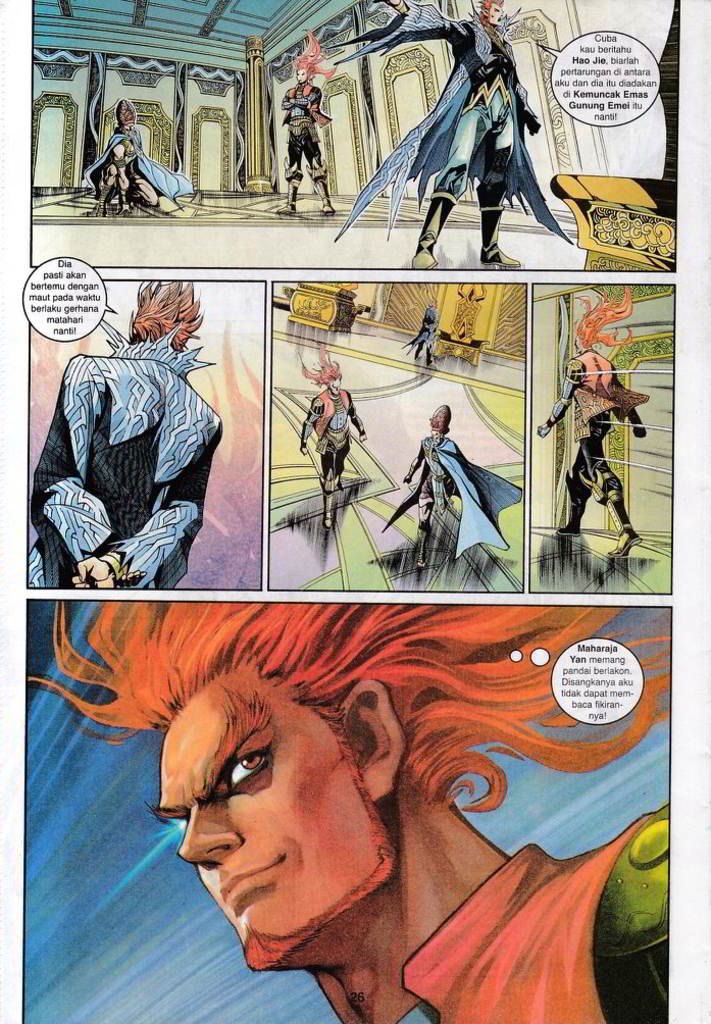 Cuba
kau beritahu
Hao Jie, biarlah
pertarungan di antara
aku dan dia itu diadakan
di Kemuncak Emas
Gunung Emei itu
nanti!
Dia
pasti akan
bertemu dengan
maut pada waktu
berlaku gerhana
matahari
nanti!
Maharaja
Yan memang
pandai berlakon.
Disangkanya aku
tidak dapat mem-
baca fikiran-
nya!
26